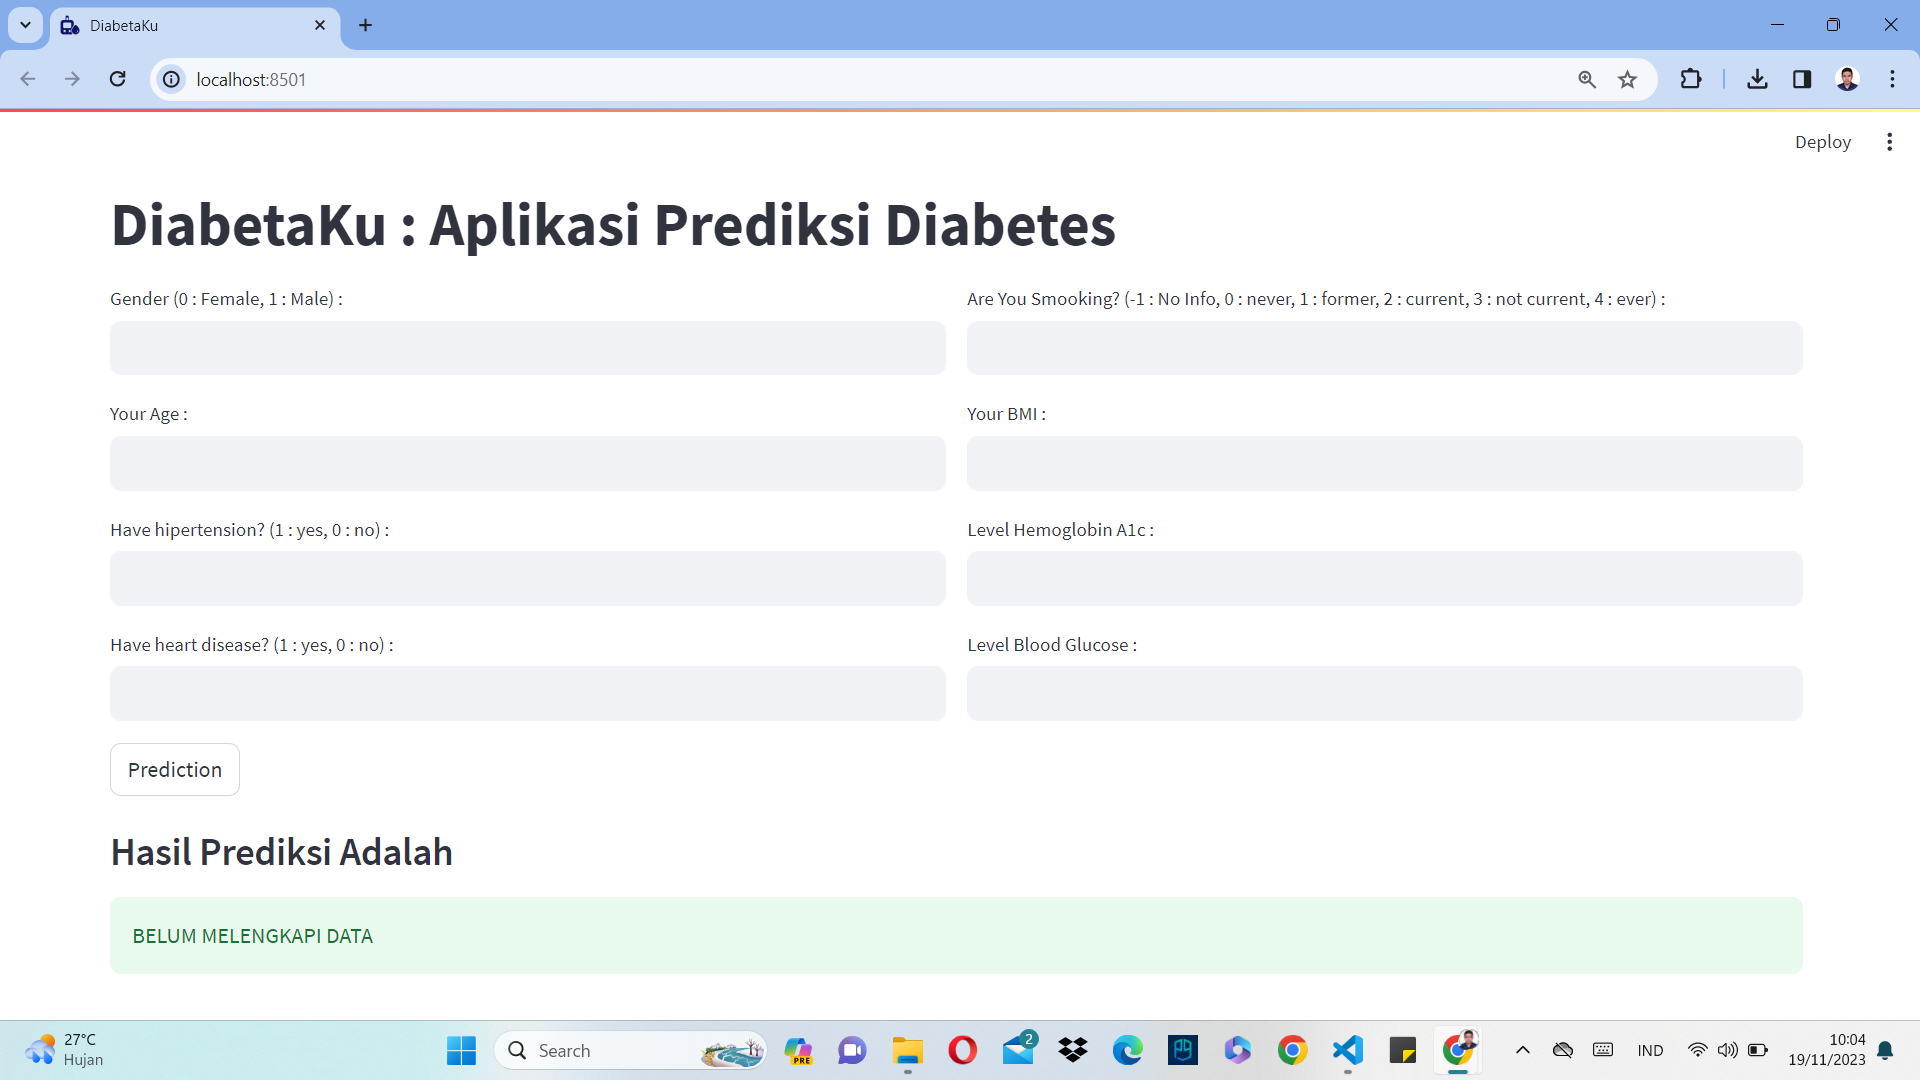 DiabetaKu
localhost:8501
Deploy
DiabetaKu : Aplikasi Prediksi Diabetes
Gender (0 : Female, 1 : Male) :
Are You Smooking? (-1 : No Info, 0 : never, 1 : former, 2 : current, 3 : not current, 4 : ever) :
Your Age :
Your BMI :
Have hipertension? (1 : yes, 0 : no) :
Level Hemoglobin A1c :
Have heart disease? (1 : yes, 0 : no) :
Level Blood Glucose :
Prediction
Hasil Prediksi Adalah
BELUM MELENGKAPI DATA
27°C
Hujan
Search
PRE
2
IND
10:04
19/11/2023